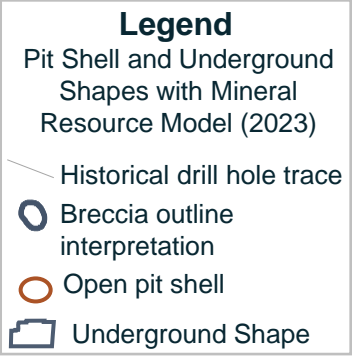 Legend
Pit Shell and Underground
Shapes with Mineral
Resource Model (2023)
Historical drill hole trace
Breccia outline
interpretation
Open pit shell
Underground Shape